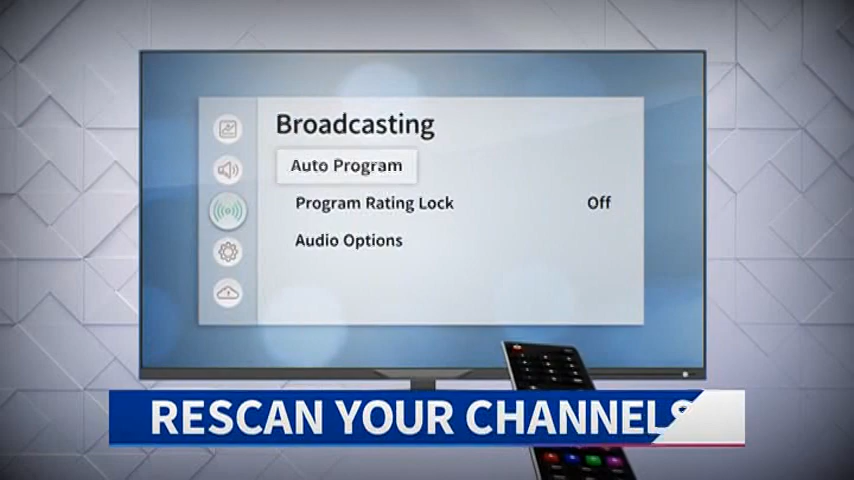 Broadcasting
Auto Program
Program Rating Lock Off
Audio Options
RESCAN YOUR CHANNELS